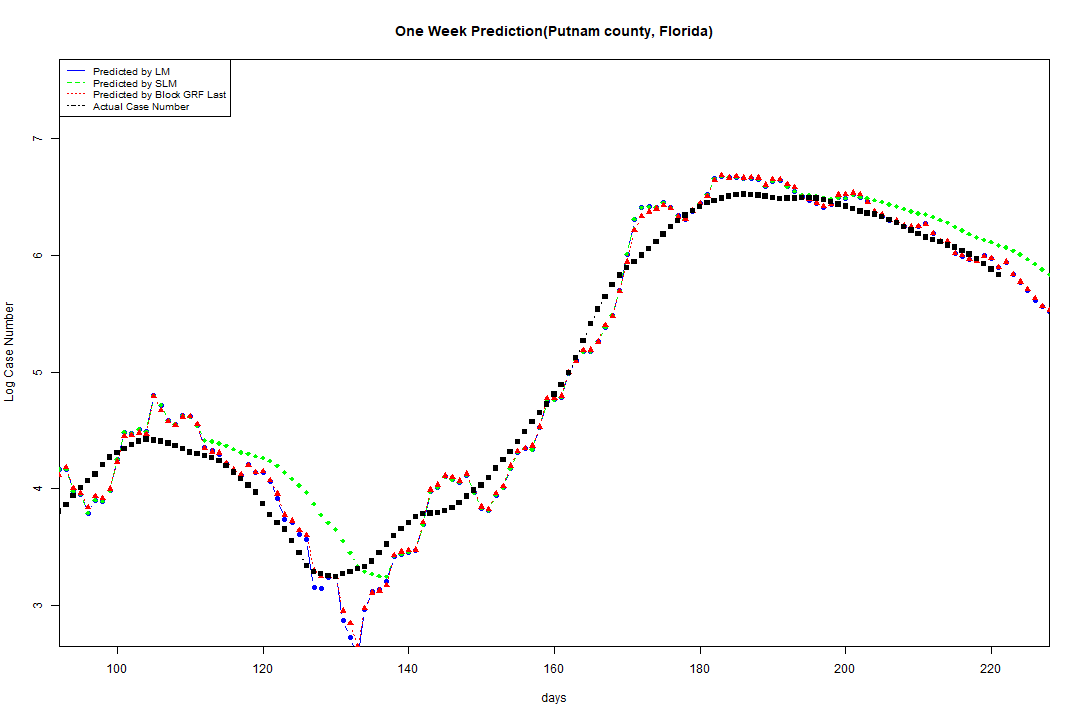 One Week Prediction(Putnam county, Florida)
Predicted by LM
Predicted by SLM
Predicted by Block GRF Last
Actual Case Number
7
6
5
4
3
Log Case Number
100 120 140 160 180 200 220
days